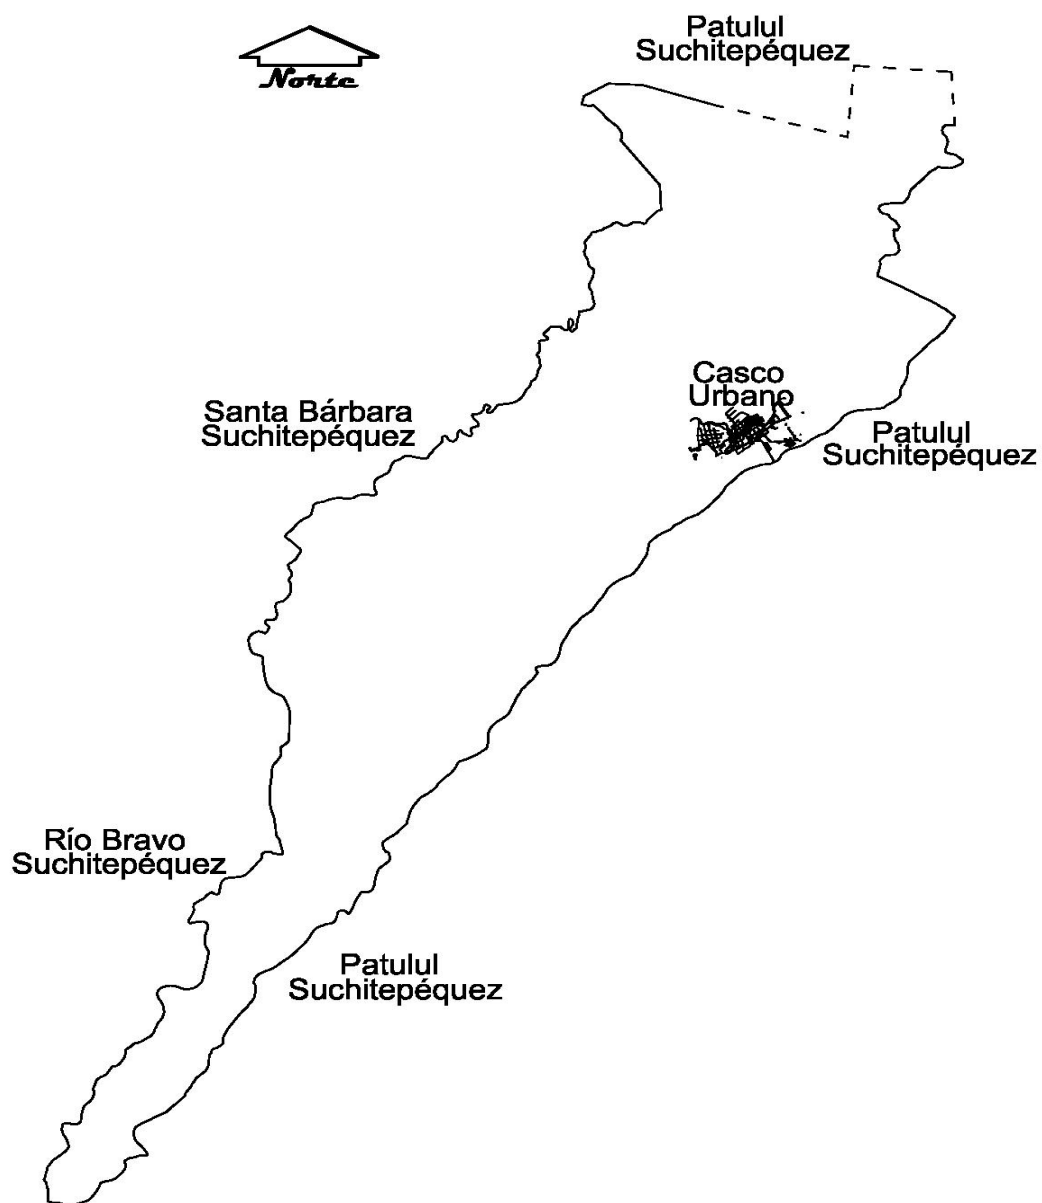 Patulul
Suchitepéquez
Norte
Casco
Urbano
Santa Bárbara
Suchitepéquez
Patulul
Suchitepéquez
Río Bravo
Suchitepéquez
Patulul
Suchitepéquez